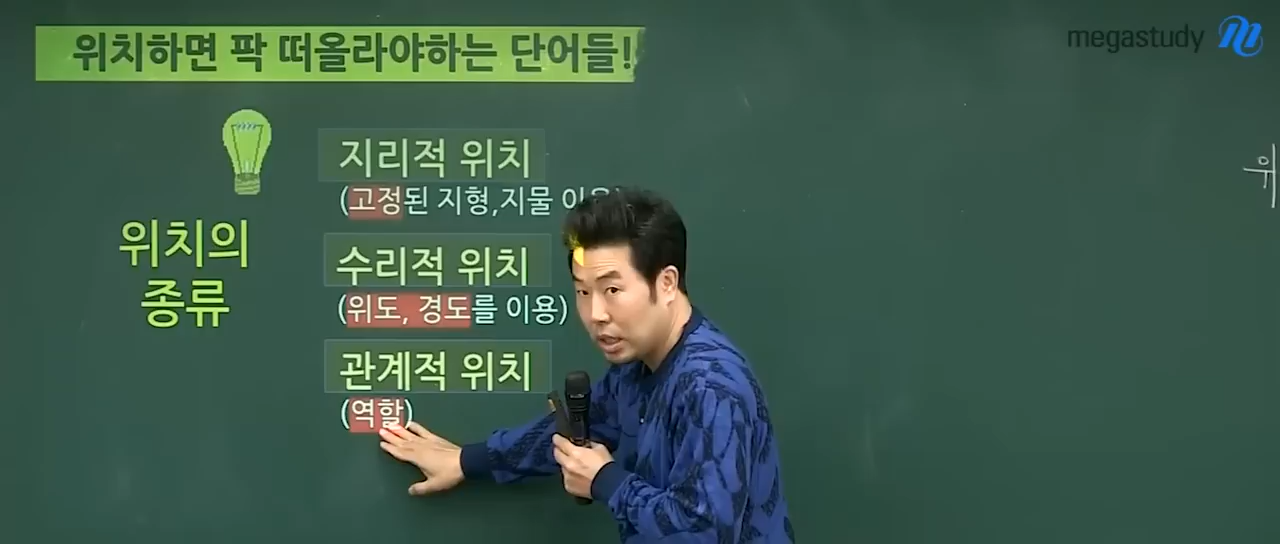 위치하면 팍 떠올라야하는 단어들!
megastudy
지리적 위치
(고정된 지형,지물
위치의
종류
수리적 위치
(위도, 경도를 이용)
관계적 위치
(역할)
위